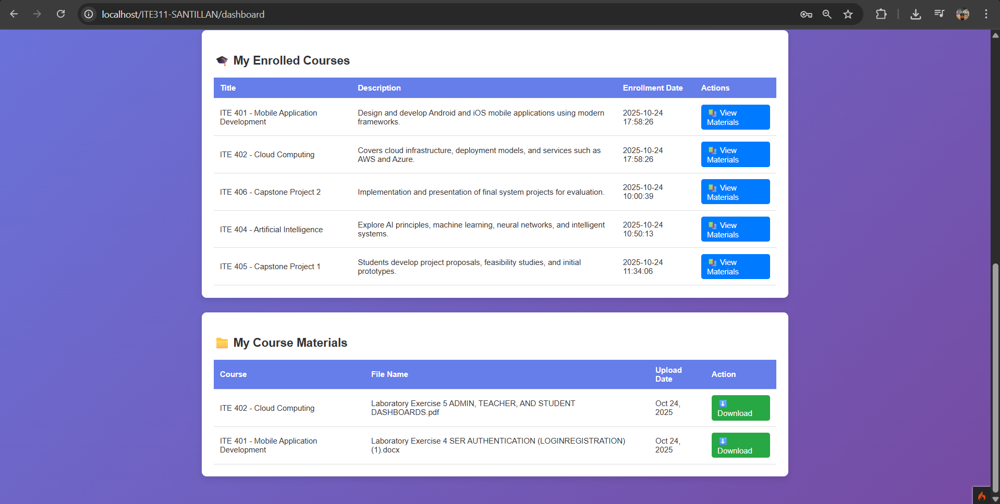 localhost/ITE311-SANTILLAN/dashboard
My Enrolled Courses
Title Description Enrollment Date Actions
ITE 401 - Mobile Application
Development
Design and develop Android and iOS mobile applications using modern
frameworks.
2025-10-24
17:58:26
View
Materials
ITE 402 - Cloud Computing
Covers cloud infrastructure, deployment models, and services such as
AWS and Azure.
2025-10-24
17:58:26
View
Materials
ITE 406 - Capstone Project 2
Implementation and presentation of final system projects for evaluation.
2025-10-24
10:00:39
View
Materials
ITE 404 - Artificial Intelligence
Explore AI principles, machine learning, neural networks, and intelligent
systems.
2025-10-24
10:50:13
View
Materials
ITE 405 - Capstone Project 1
Students develop project proposals, feasibility studies, and initial
prototypes.
2025-10-24
11:34:06
View
Materials
My Course Materials
Course File Name Upload
Date Action
ITE 402 - Cloud Computing
Laboratory Exercise 5 ADMIN, TEACHER, AND STUDENT
DASHBOARDS.pdf
Oct 24,
2025
Download
ITE 401 - Mobile Application
Development
Laboratory Exercise 4 SER AUTHENTICATION (LOGINREGISTRATION)
(1).docx
Oct 24,
2025
Download